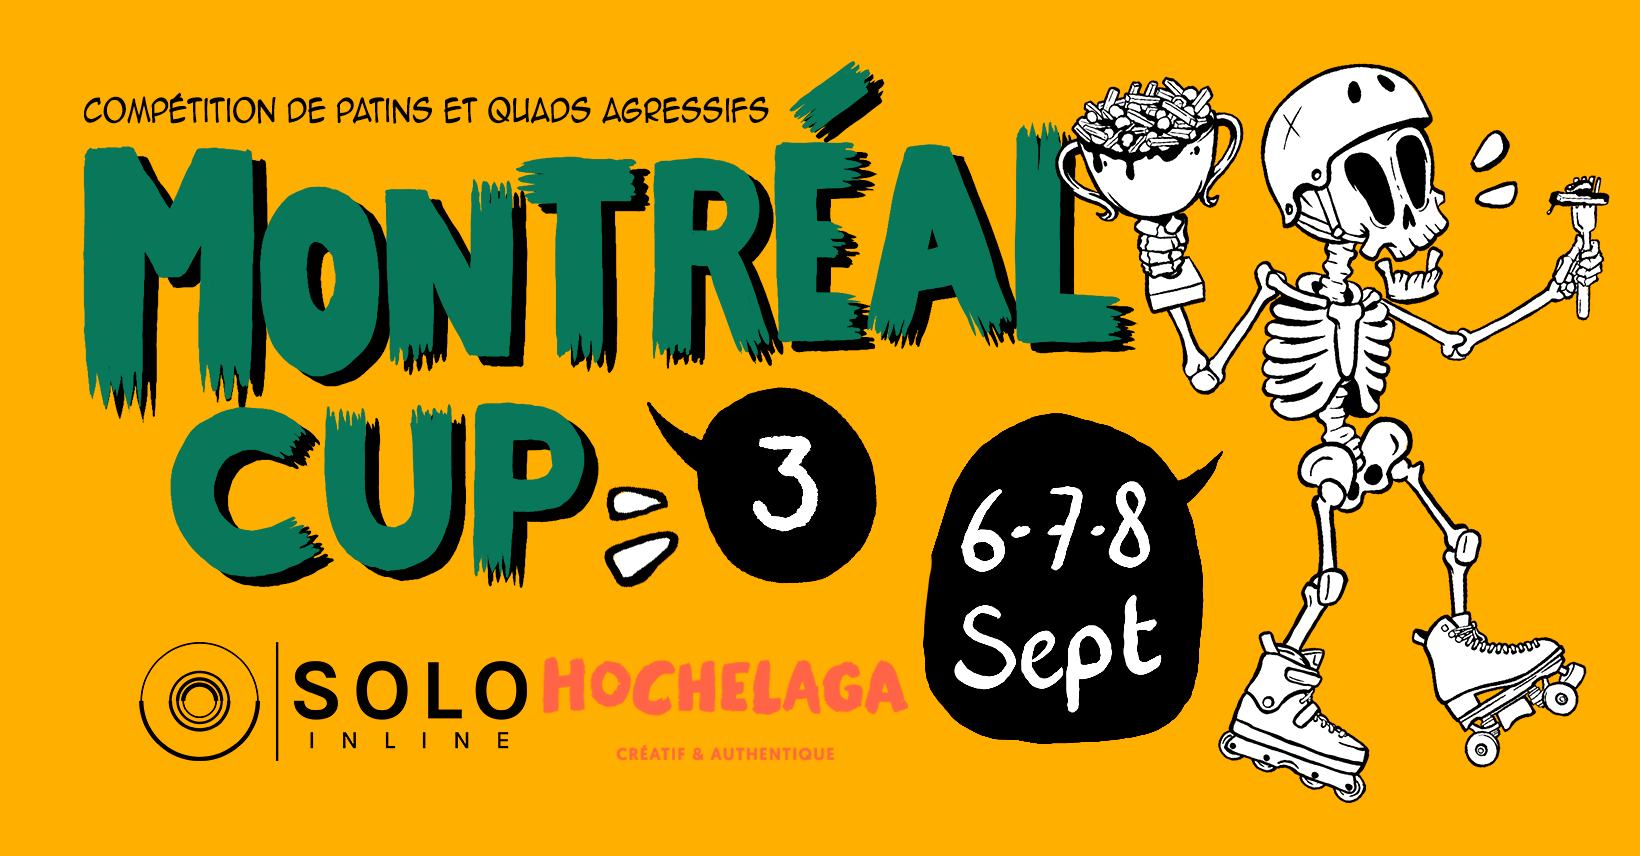 COMPÉTITION DE PATINS ET QUADS AGRESSIFS
MONTRÉAL
CUP
3
6-7-8
Sept
SOLO
INLINE
HOCHELAGA
CRÉATIF & AUTHENTIQUE